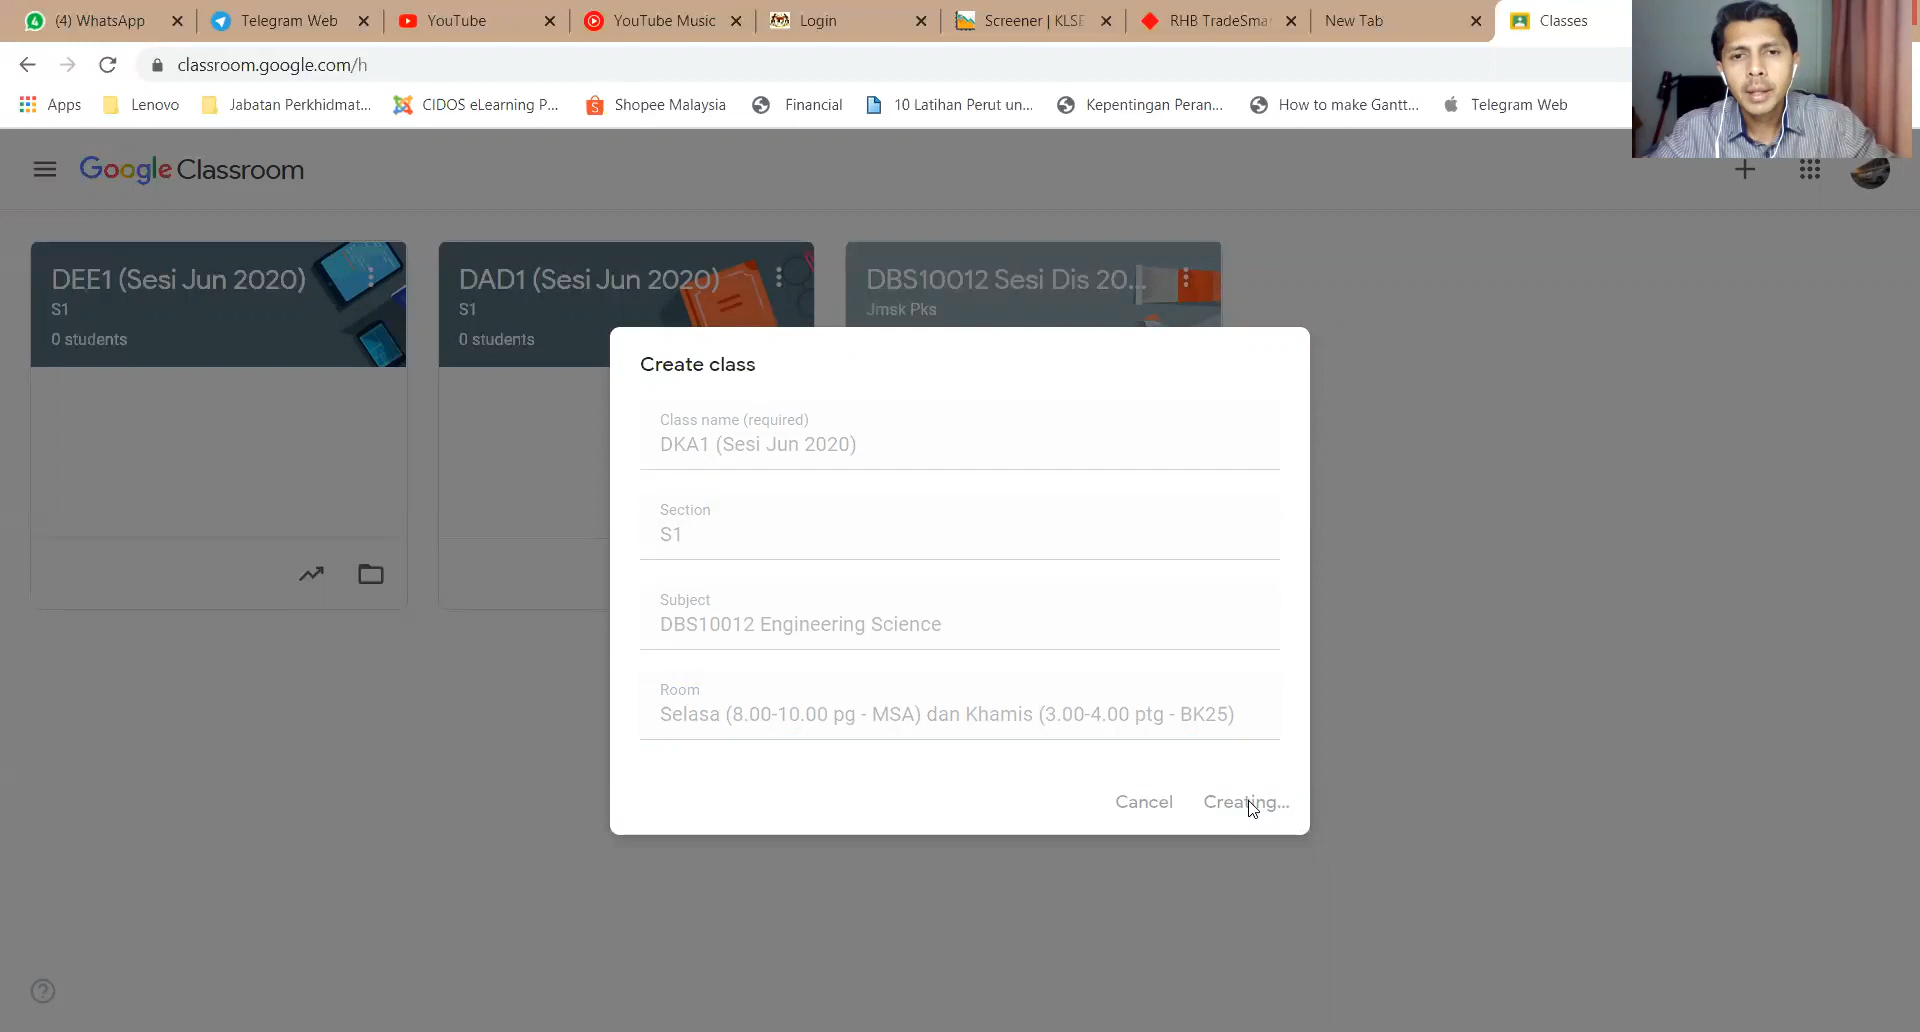 (4) WhatsApp
Telegram Web
YouTube
YouTube Music
Login
Screener | KLSE
RHB TradeSma
New Tab
Classes
classroom.google.com/h
Apps
Lenovo
Jabatan Perkhidmat...
CIDOS eLearning P...
Shopee Malaysia
Financial
10 Latihan Perut un...
Kepentingan Peran...
How to make Gantt...
Telegram Web
Google Classroom
DEE1 (Sesi Jun 2020)
S1
0 students
DAD1 (Sesi Jun 2020)
S1
0 students
DBS10012 Sesi Dis 20...
Jmsk Pks
Create class
Class name (required)
DKA1 (Sesi Jun 2020)
Section
S1
Subject
DBS10012 Engineering Science
Room
Selasa (8.00-10.00 pg - MSA) dan Khamis (3.00-4.00 ptg - BK25)
Cancel
Creating...